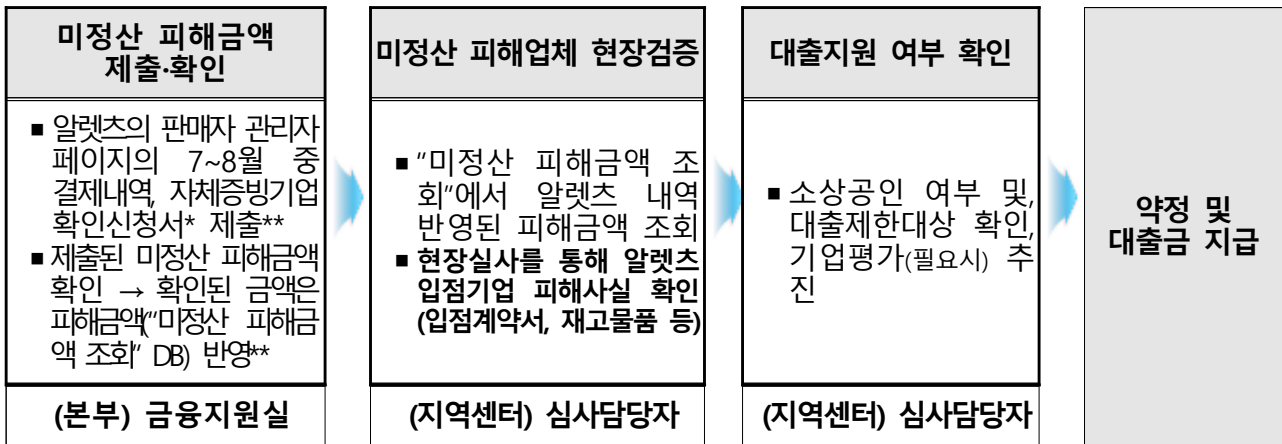 미정산 피해금액
제출·확인
■ 알렛츠의 판매자 관리자
페이지의 7~8월 중
결제내역, 자체증빙기업
확인신청서* 제출**
■ 제출된 미정산 피해금액
확인 → 확인된 금액은
피해금액("미정산 피해금
액 조회" DB) 반영**
(본부) 금융지원실
미정산 피해업체 현장검증
■ "미정산 피해금액 조
회"에서 알렛츠 내역
반영된 피해금액 조회
■ 현장실사를 통해 알렛츠
입점기업 피해사실 확인
(입점계약서, 재고물품 등)
(지역센터) 심사담당자
대출지원 여부 확인
■ 소상공인 여부 및,
대출제한대상 확인,
기업평가(필요시) 추
진
(지역센터) 심사담당자
약정 및
대출금 지급